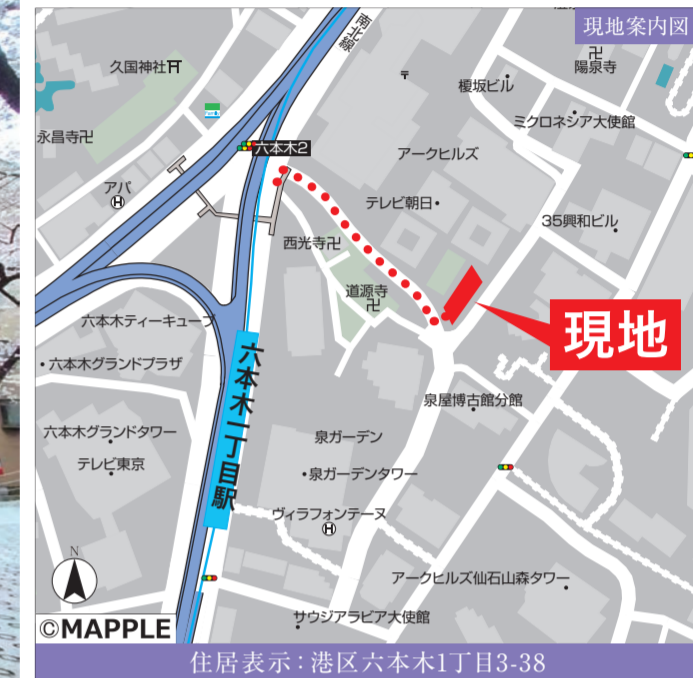 現地案内図
南北線
久国神社
陽泉寺
榎坂ビル
ミクロネシア大使館
永昌寺
六本木2
アークヒルズ
アパ
H
テレビ朝日
35興和ビル
西光寺
道源寺
現地
六本木ティーキューブ
六本木グランドプラザ
六本木一丁目駅
泉屋博古館分館
六本木グランドタワー
テレビ東京
泉ガーデン
泉ガーデンタワー
ヴィラフォンテーヌ
H
N
アークヒルズ仙石山森タワー
サウジアラビア大使館
©MAPPLE
住居表示：港区六本木1丁目3-38